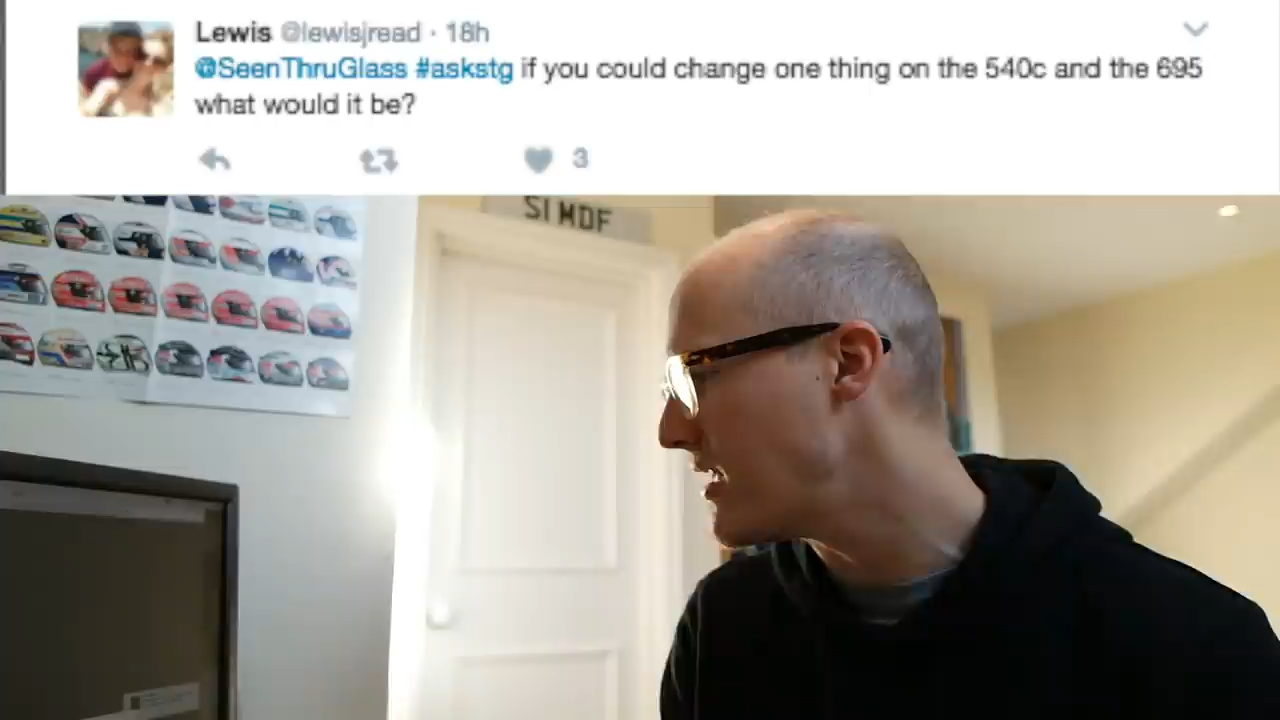 Lewis @lewisjread · 18h
@SeenThruGlass #askstg if you could change one thing on the 540c and the 695
what would it be?
3
S1 MDF